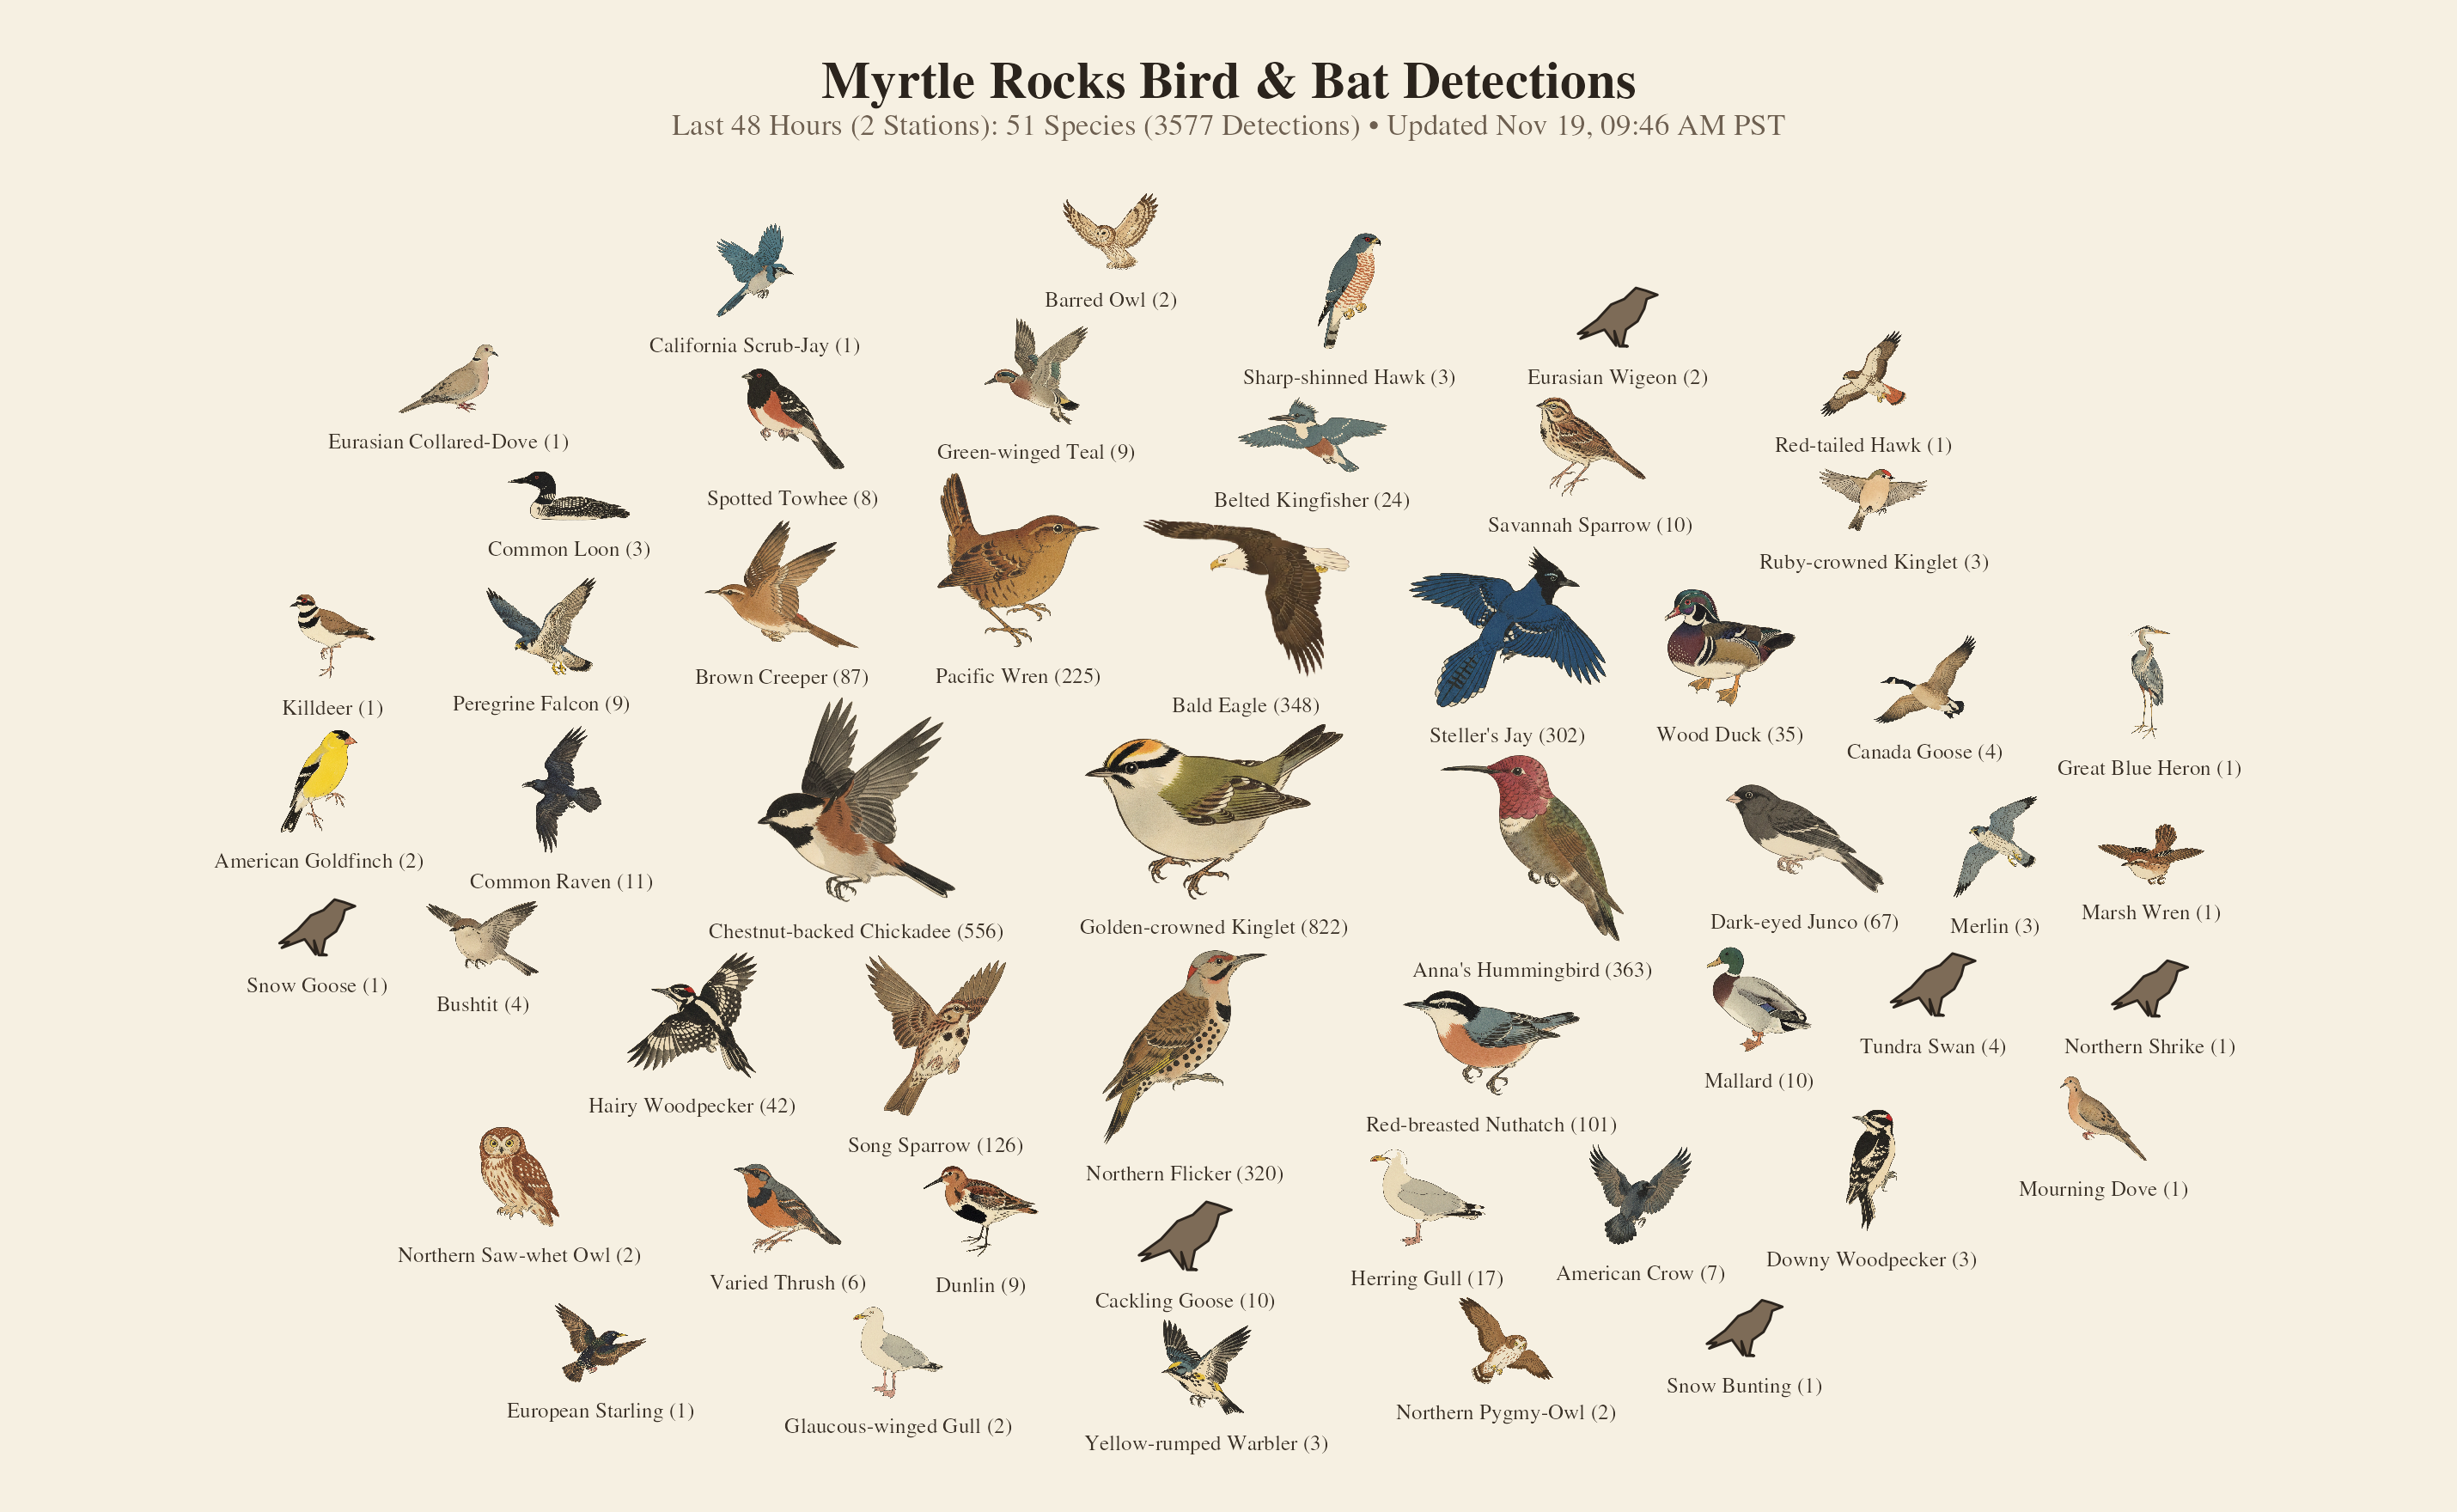 Myrtle Rocks Bird & Bat Detections
Last 48 Hours (2 Stations): 51 Species (3577 Detections) • Updated Nov 19, 09:46 AM PST
Barred Owl (2)
California Scrub-Jay (1)
Sharp-shinned Hawk (3)
Eurasian Wigeon (2)
Eurasian Collared-Dove (1)
Green-winged Teal (9)
Red-tailed Hawk (1)
Spotted Towhee (8)
Belted Kingfisher (24)
Savannah Sparrow (10)
Common Loon (3)
Ruby-crowned Kinglet (3)
Brown Creeper (87)
Pacific Wren (225)
Killdeer (1)
Peregrine Falcon (9)
Bald Eagle (348)
Steller's Jay (302)
Wood Duck (35)
Canada Goose (4)
Great Blue Heron (1)
American Goldfinch (2)
Common Raven (11)
Chestnut-backed Chickadee (556)
Golden-crowned Kinglet (822)
Dark-eyed Junco (67)
Merlin (3)
Marsh Wren (1)
Anna's Hummingbird (363)
Snow Goose (1)
Bushtit (4)
Tundra Swan (4)
Northern Shrike (1)
Mallard (10)
Hairy Woodpecker (42)
Red-breasted Nuthatch (101)
Song Sparrow (126)
Northern Flicker (320)
Mourning Dove (1)
Northern Saw-whet Owl (2)
Varied Thrush (6)
Dunlin (9)
Cackling Goose (10)
Herring Gull (17)
American Crow (7)
Downy Woodpecker (3)
European Starling (1)
Glaucous-winged Gull (2)
Yellow-rumped Warbler (3)
Northern Pygmy-Owl (2)
Snow Bunting (1)